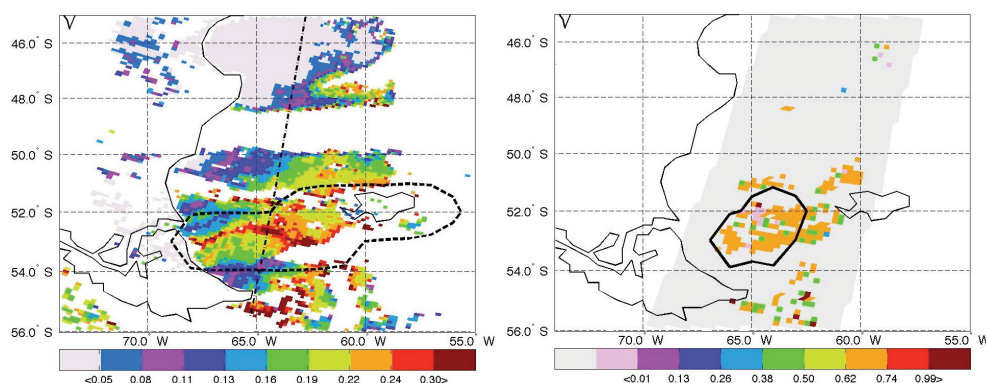 46.0° S
48.0° S
50.0° S
52.0° S
54.0° S
56.0° S
70.0 W
65.0 W
60.0 W
55.0 W
<0.05 0.08 0.11 0.13 0.16 0.19 0.22 0.24 0.30>
46.0° S
48.0° S
50.0° S
52.0° S
54.0° S
56.0° S
70.0 W
65.0 W
60.0 W
55.0 W
<0.01 0.13 0.26 0.38 0.50 0.62 0.74 0.99>